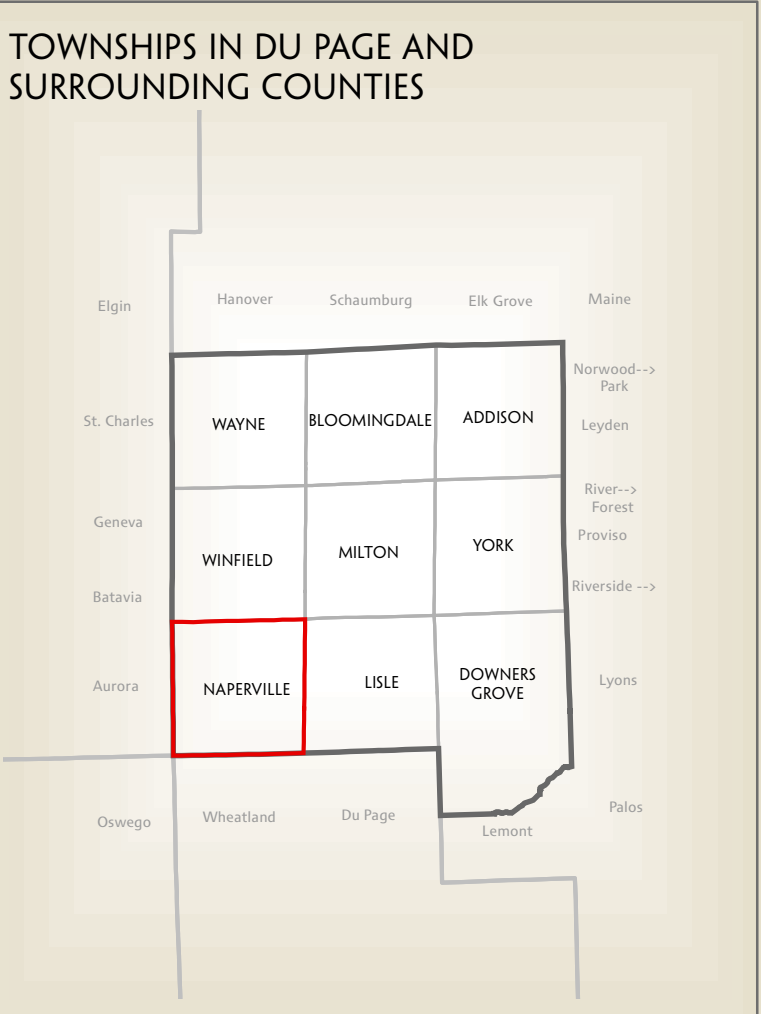 TOWNSHIPS IN DU PAGE AND
SURROUNDING COUNTIES
Elgin
Hanover
Schaumburg
Elk Grove
Maine
Norwood-->
Park
St. Charles
WAYNE
BLOOMINGDALE
ADDISON
Leyden
River-->
Forest
Geneva
Proviso
WINFIELD
MILTON
YORK
Batavia
Riverside -->
Aurora
NAPERVILLE
LISLE
DOWNERS
GROVE
Lyons
Oswego
Wheatland
Du Page
Lemont
Palos